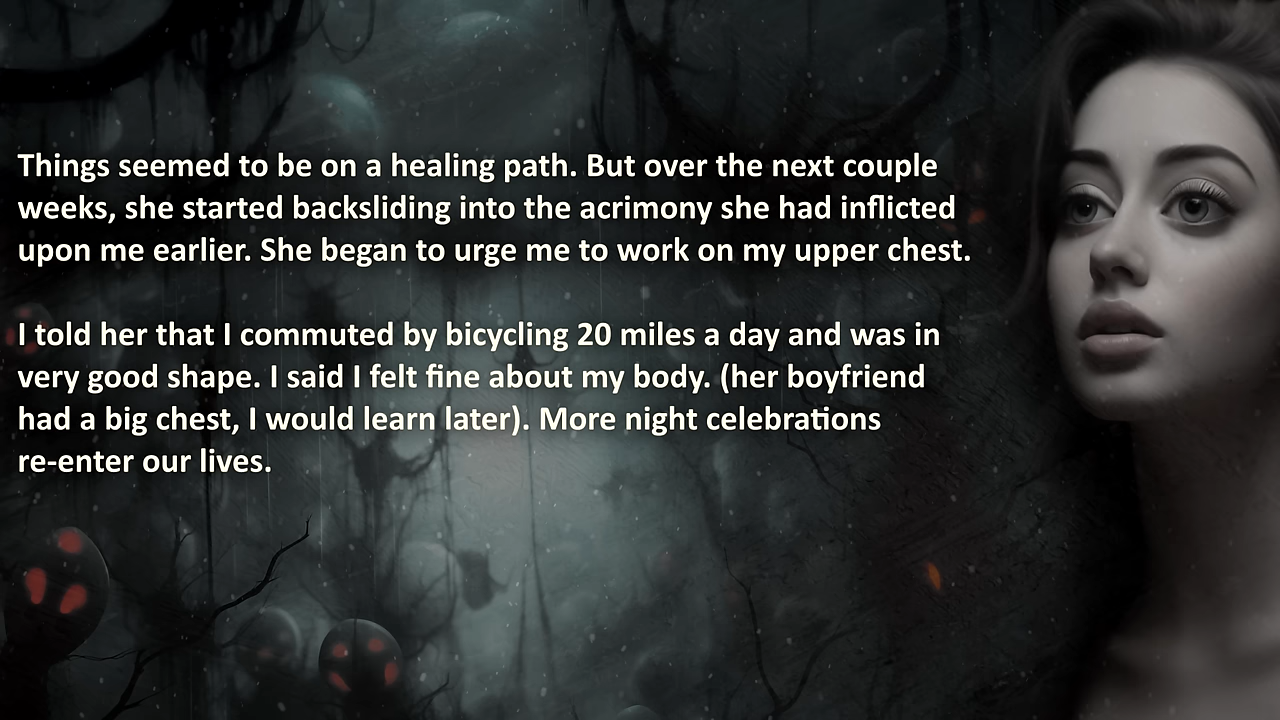 Things seemed to be on a healing path. But over the next couple
weeks, she started backsliding into the acrimony she had inflicted
upon me earlier. She began to urge me to work on my upper chest.
I told her that I commuted by bicycling 20 miles a day and was in
very good shape. I said I felt fine about my body. (her boyfriend
had a big chest, I would learn later). More night celebrations
re-enter our lives.